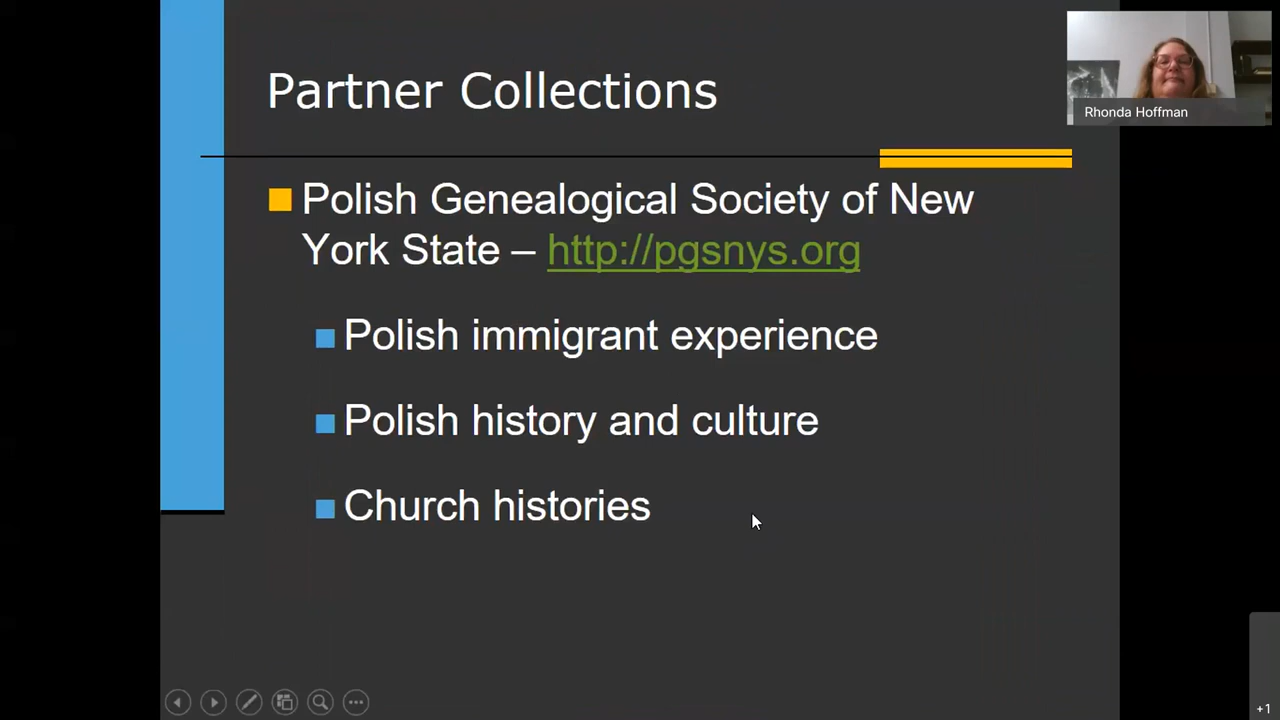 Partner Collections
Rhonda Hoffman
Polish Genealogical Society of New
York State – http://pgsnys.org
Polish immigrant experience
Polish history and culture
Church histories
+1